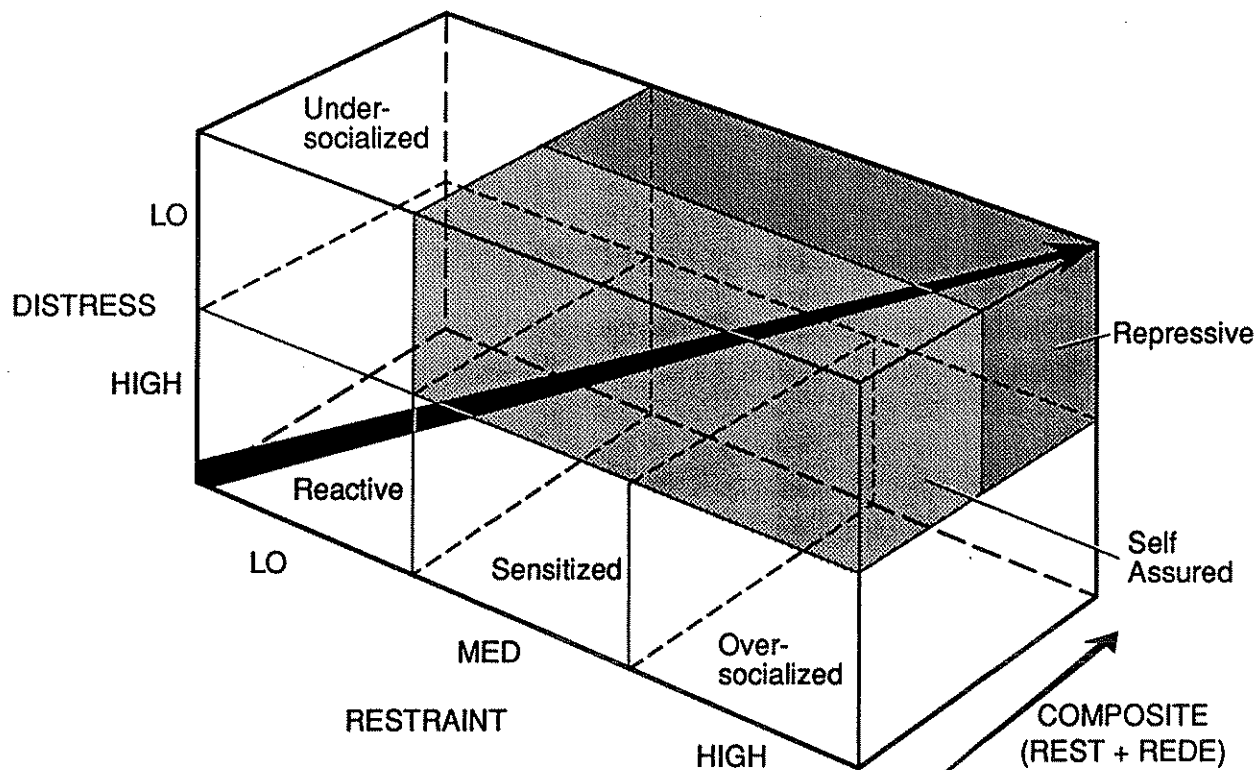 Under-
socialized
LO
DISTRESS
HIGH
Repressive
Reactive
Self
Assured
LO
Sensitized
MED
Over-
socialized
RESTRAINT
HIGH
COMPOSITE
(REST + REDE)